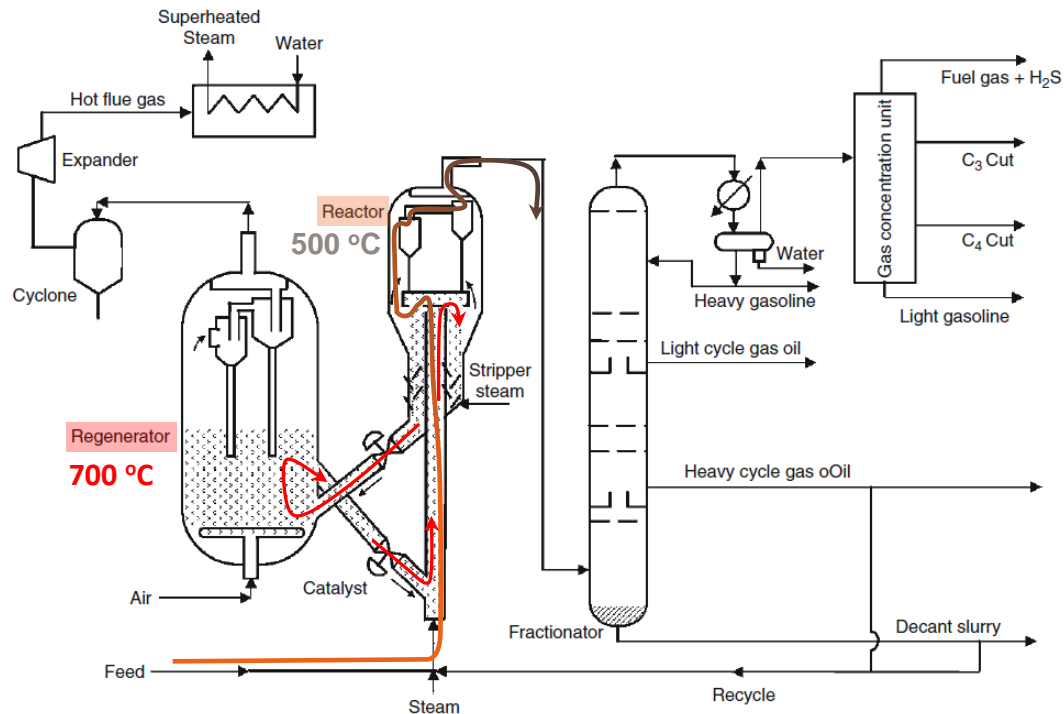 Superheated
Steam
Water
Hot flue gas
Expander
Cyclone
Fuel gas + H₂S
Gas concentration unit
C₃ Cut
C₄ Cut
Light gasoline
Reactor
500 ºC
Water
Heavy gasoline
Light cycle gas oil
Stripper
steam
Regenerator
700 ºC
Heavy cycle gas oOil
Catalyst
Air
Fractionator
Decant slurry
Feed
Recycle
Steam